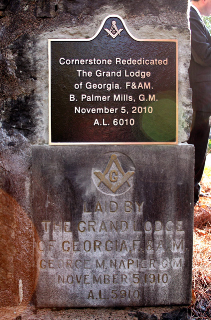 Cornerstone Rededicated
The Grand Lodge
of Georgia. F&AM.
B. Palmer Mills, G.M.
November 5, 2010
A.L. 6010
LAID BY
THE GRAND LODGE
OF GEORGIA, F.& A.M.
GEORGE M. NAPIER G.M.
NOVEMBER 5 1910
A.L. 5910